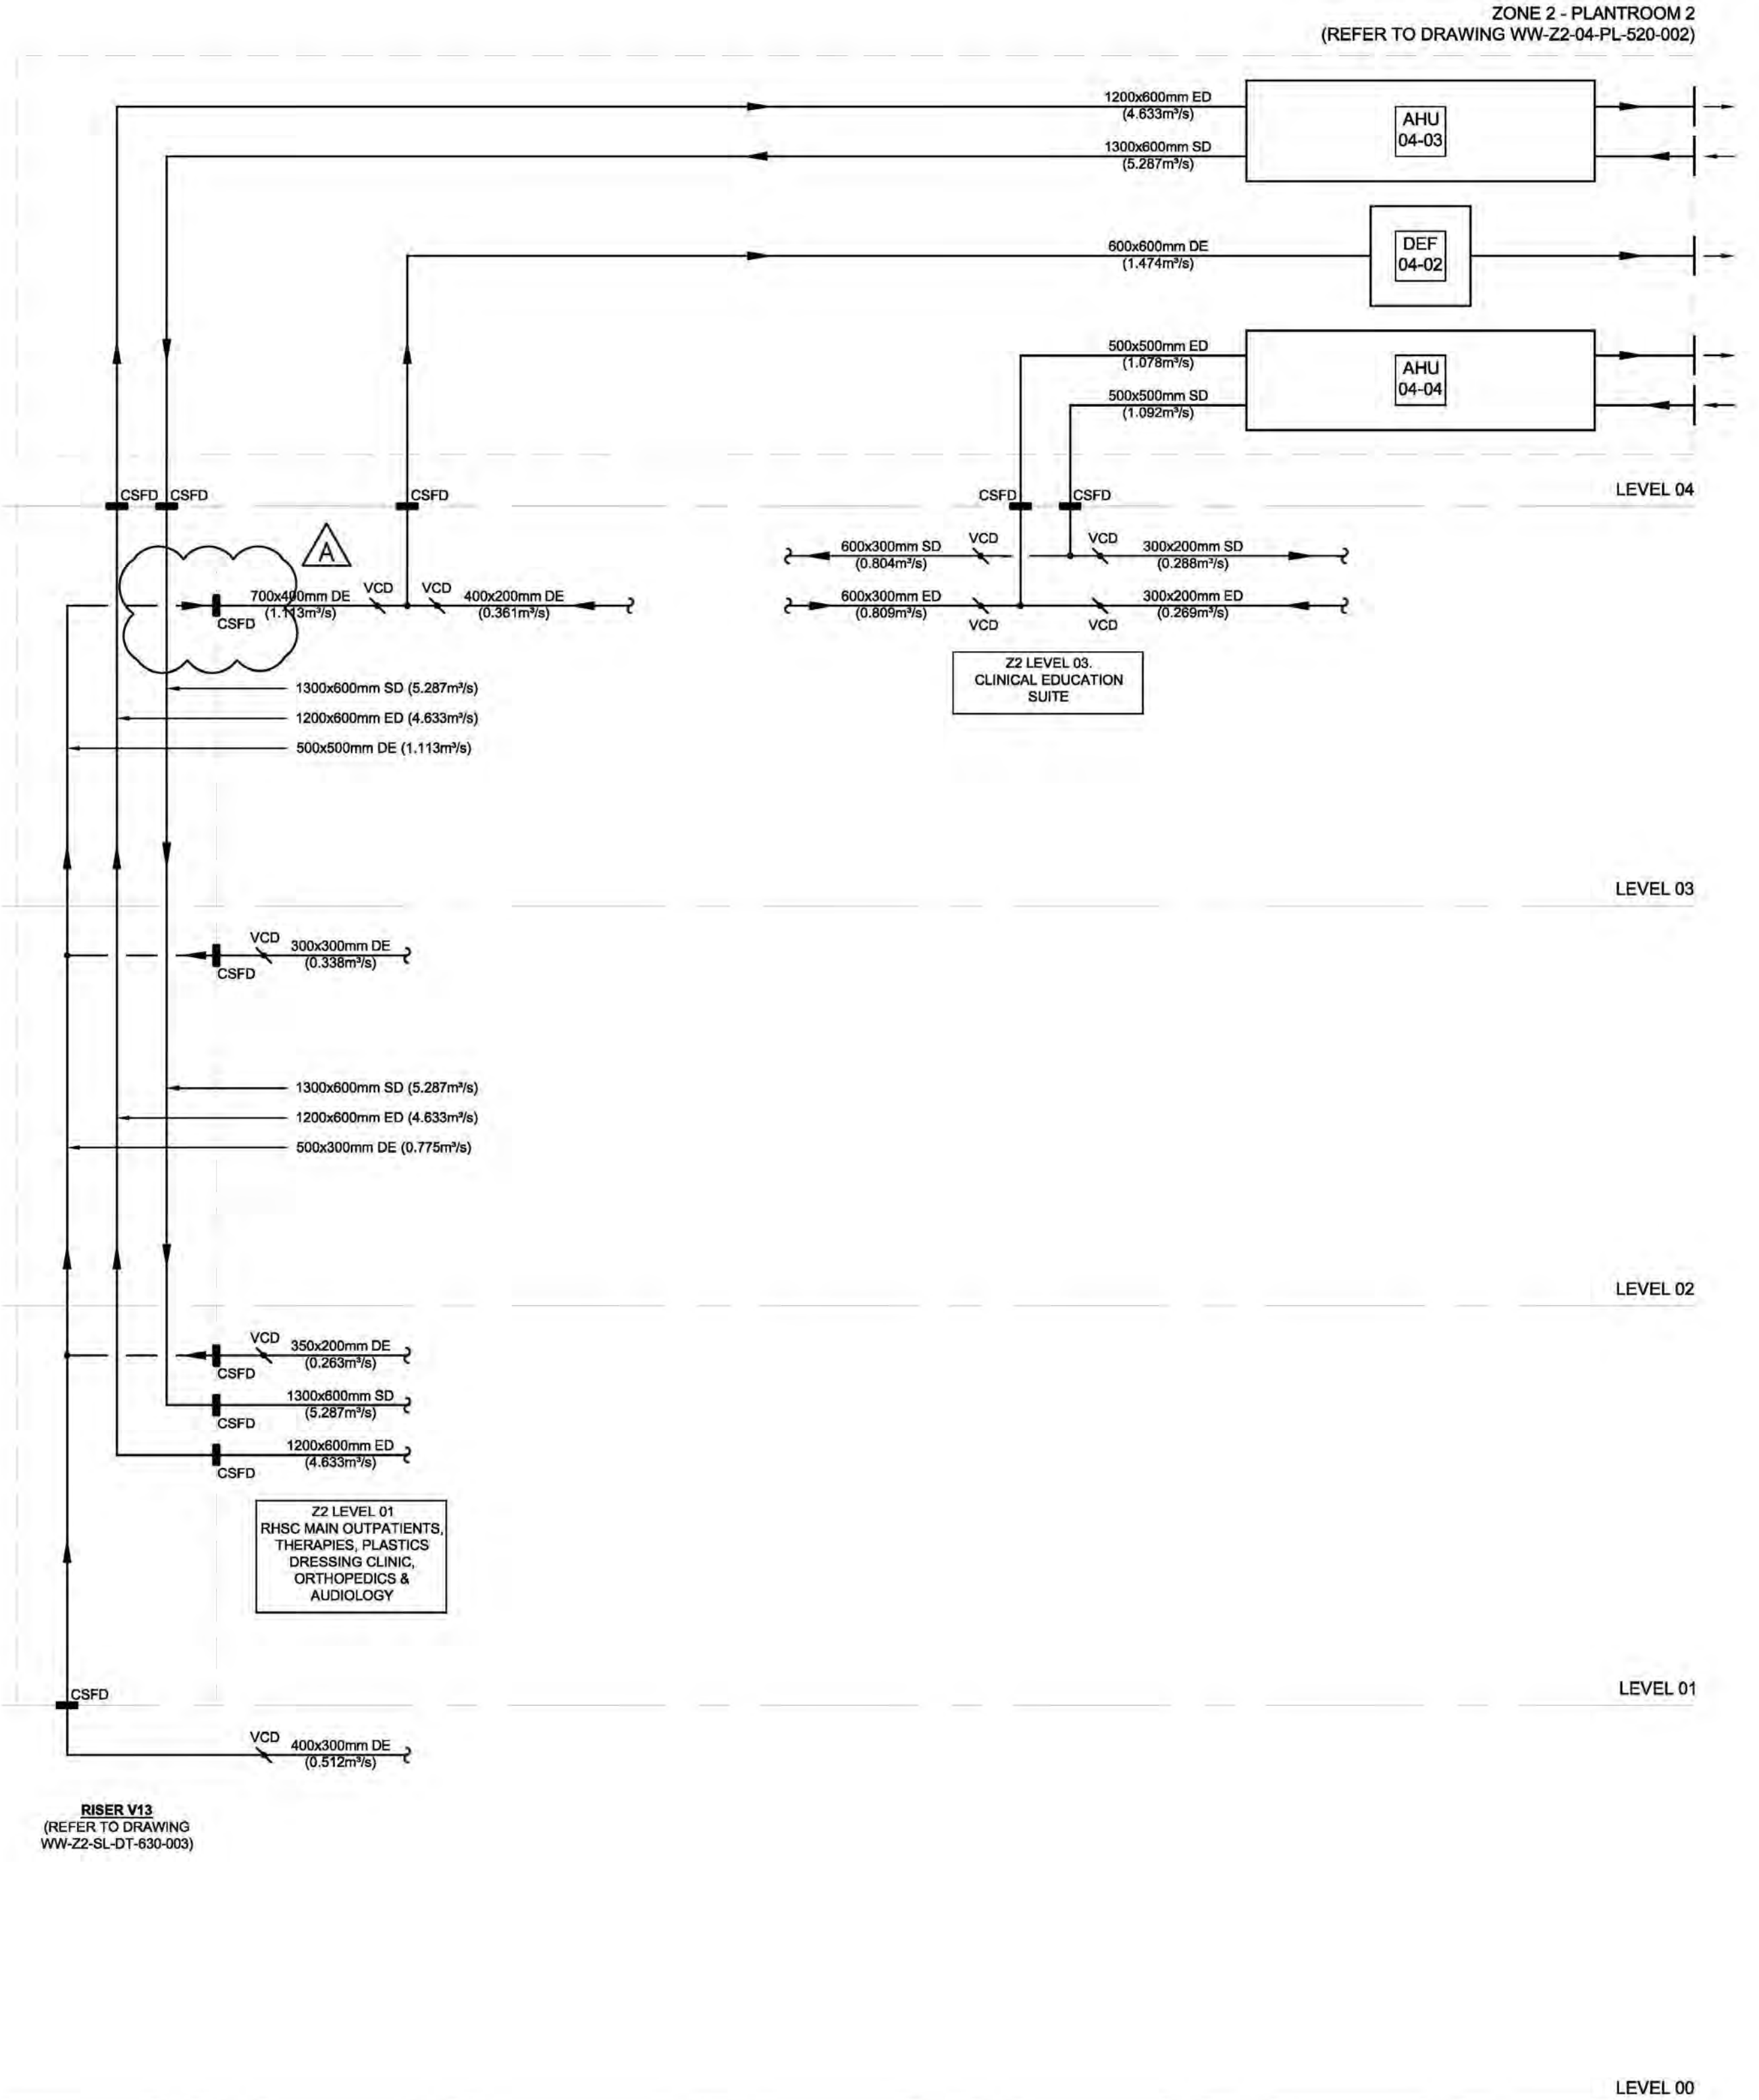 ZONE 2 - PLANTROOM 2
(REFER TO DRAWING WW-Z2-04-PL-520-002)
1200x600mm ED
(4.633m³/s)
AHU
04-03
1300x600mm SD
(5.287m³/s)
600x600mm DE
(1.474m³/s)
DEF
04-02
500x500mm ED
(1.078m³/s)
AHU
04-04
500x500mm SD
(1.092m³/s)
CSFD
CSFD
CSFD
CSFD
CSFD
LEVEL 04
A
600x300mm SD
(0.804m³/s)
VCD
VCD
300x200mm SD
(0.288m³/s)
700x400mm DE
(1.113m³/s)
CSFD
VCD
VCD
400x200mm DE
(0.361m³/s)
600x300mm ED
(0.809m³/s)
VCD
VCD
300x200mm ED
(0.269m³/s)
Z2 LEVEL 03.
CLINICAL EDUCATION
SUITE
1300x600mm SD (5.287m³/s)
1200x600mm ED (4.633m³/s)
500x500mm DE (1.113m³/s)
LEVEL 03
VCD
300x300mm DE
(0.338m³/s)
CSFD
1300x600mm SD (5.287m³/s)
1200x600mm ED (4.633m³/s)
500x300mm DE (0.775m³/s)
LEVEL 02
VCD
350x200mm DE
(0.263m³/s)
CSFD
1300x600mm SD
(5.287m³/s)
CSFD
1200x600mm ED
(4.633m³/s)
CSFD
Z2 LEVEL 01
RHSC MAIN OUTPATIENTS,
THERAPIES, PLASTICS
DRESSING CLINIC,
ORTHOPEDICS &
AUDIOLOGY
CSFD
LEVEL 01
VCD
400x300mm DE
(0.512m³/s)
RISER V13
(REFER TO DRAWING
WW-Z2-SL-DT-630-003)
LEVEL 00